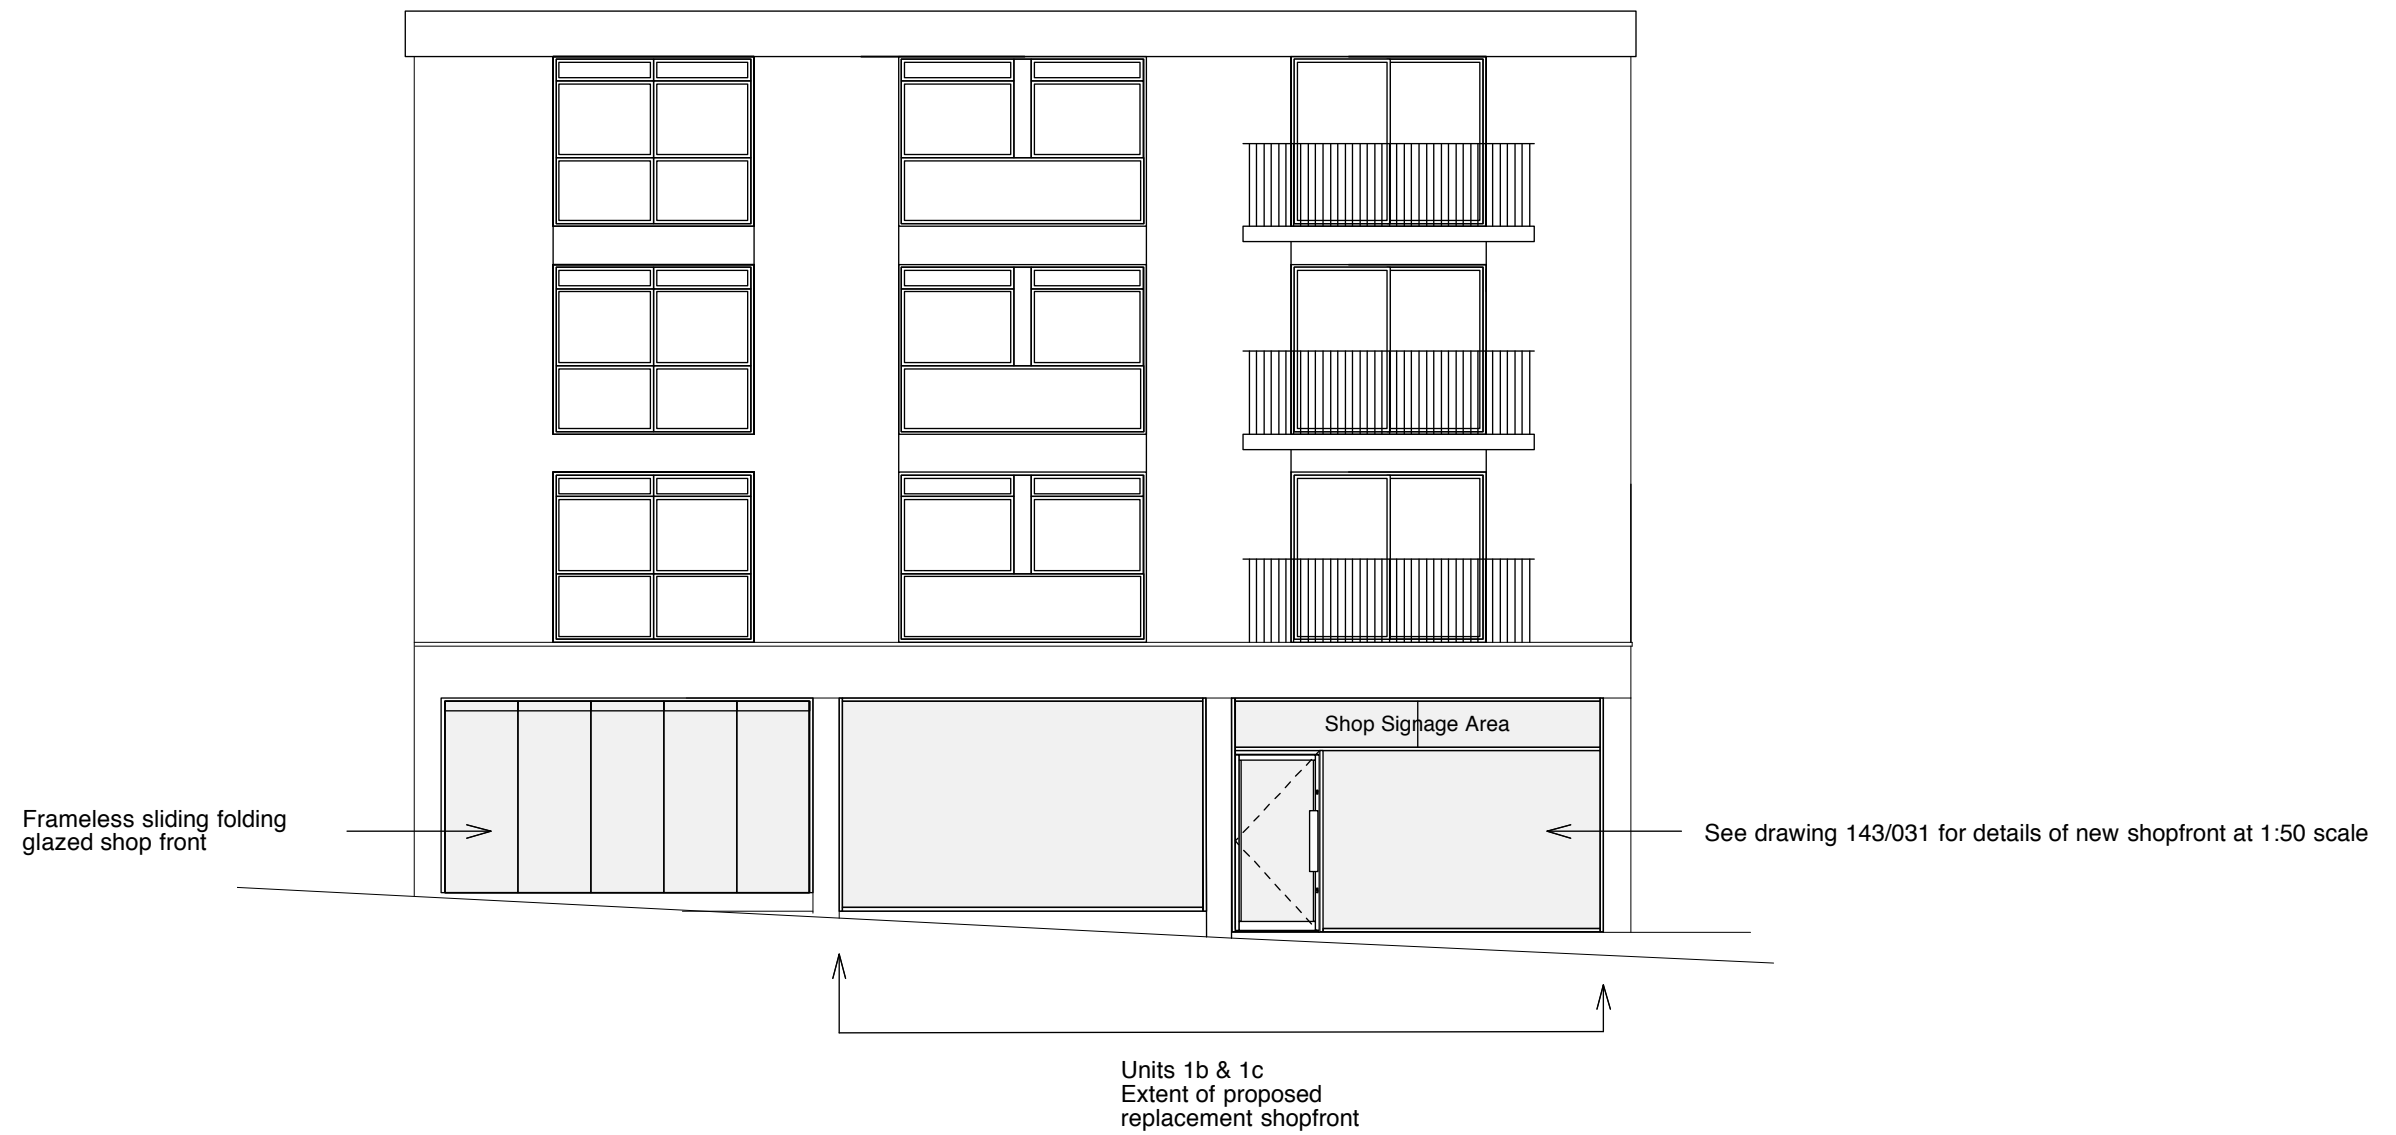 Shop Signage Area
Frameless sliding folding
glazed shop front
See drawing 143/031 for details of new shopfront at 1:50 scale
Units 1b & 1c
Extent of proposed
replacement shopfront